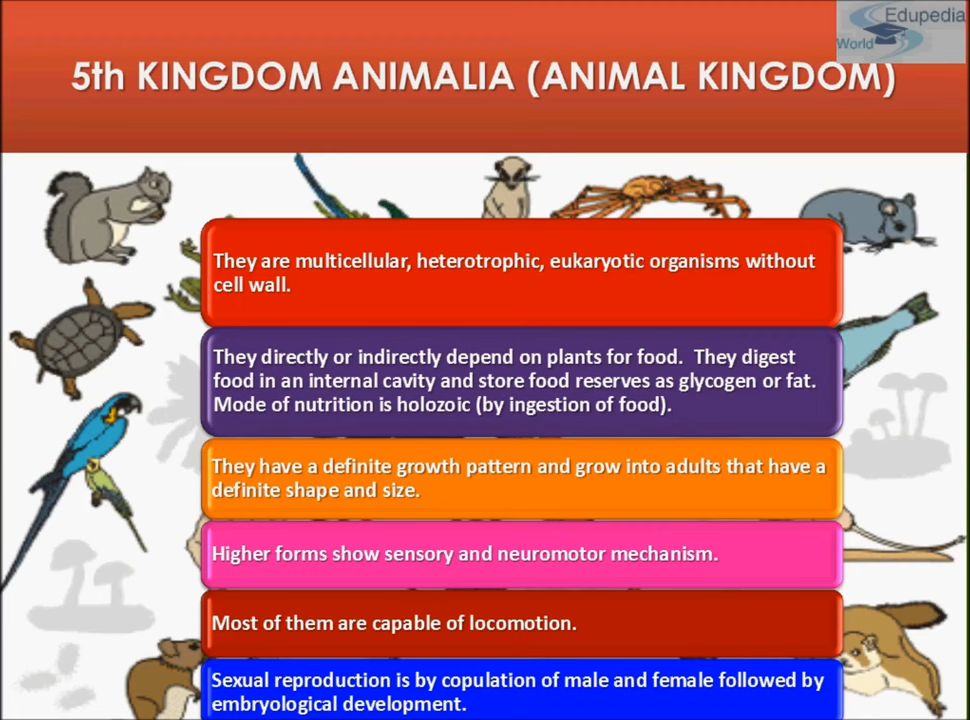 Edupedia
World
5th KINGDOM ANIMALIA (ANIMAL KINGDOM)
They are multicellular, heterotrophic, eukaryotic organisms without
cell wall.
They directly or indirectly depend on plants for food.  They digest
food in an internal cavity and store food reserves as glycogen or fat.
Mode of nutrition is holozoic (by ingestion of food).
They have a definite growth pattern and grow into adults that have a
definite shape and size.
Higher forms show sensory and neuromotor mechanism.
Most of them are capable of locomotion.
Sexual reproduction is by copulation of male and female followed by
embryological development.